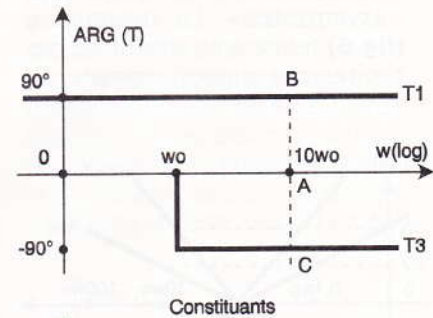 ARG (T)
90°
B
T1
0
wo
10wo
w(log)
A
-90°
C
T3
Constituants